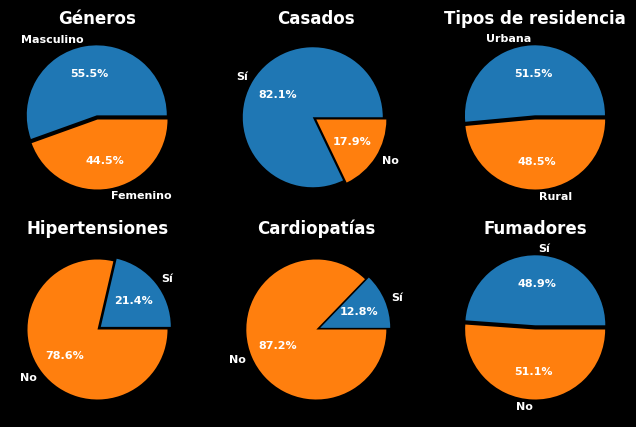 Géneros
Masculino
55.5%
44.5%
Femenino
Casados
Sí
82.1%
17.9%
No
Tipos de residencia
Urbana
51.5%
48.5%
Rural
Hipertensiones
Sí
21.4%
78.6%
No
Cardiopatías
Sí
12.8%
87.2%
No
Fumadores
Sí
48.9%
51.1%
No